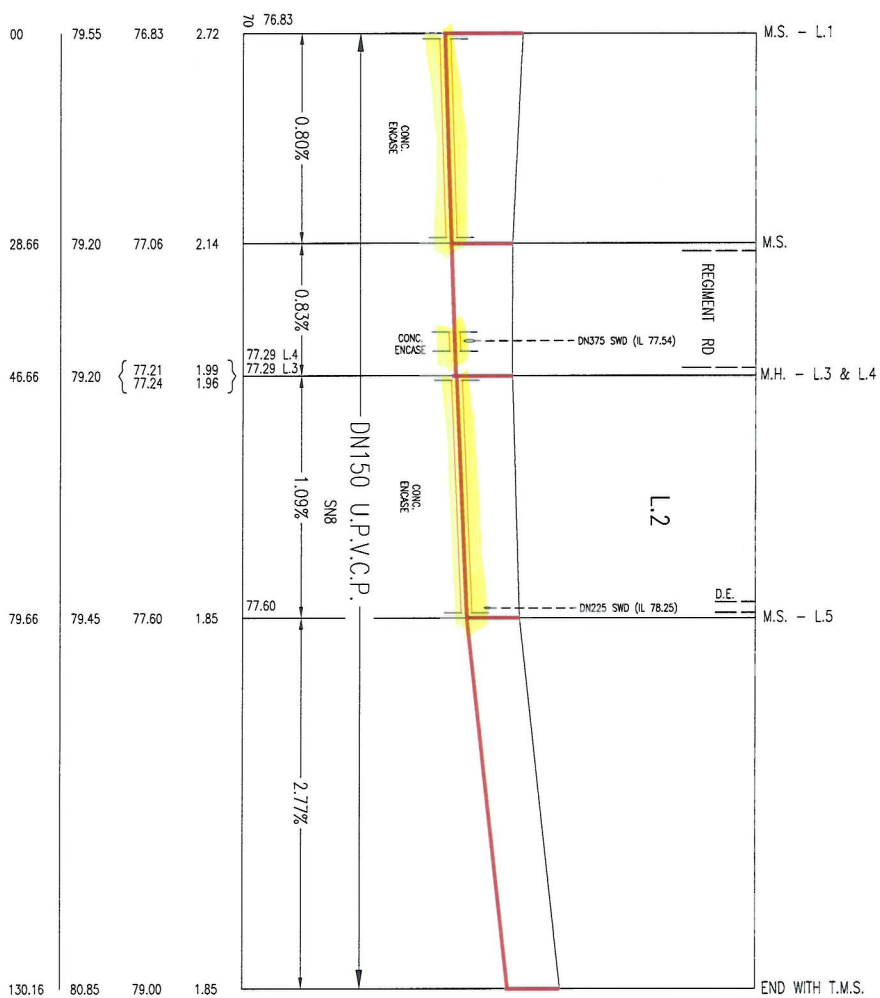 70 76.83
00 79.55 76.83 2.72
M.S. - L.1
0.80%
CONC.
ENCASE
28.66 79.20 77.06 2.14
M.S.
0.83%
REGIMENT RD
CONC.
ENCASE
DN375 SWD (IL 77.54)
77.29 L.4
77.29 L.3
46.66 79.20 { 77.21 1.99 }
77.24 1.96
M.H. - L.3 & L.4
1.09%
DN150 U.P.V.C.P.
SN8
CONC.
ENCASE
L.2
D.E.
DN225 SWD (IL 78.25)
77.60
79.66 79.45 77.60 1.85
M.S. - L.5
2.77%
130.16 80.85 79.00 1.85
END WITH T.M.S.